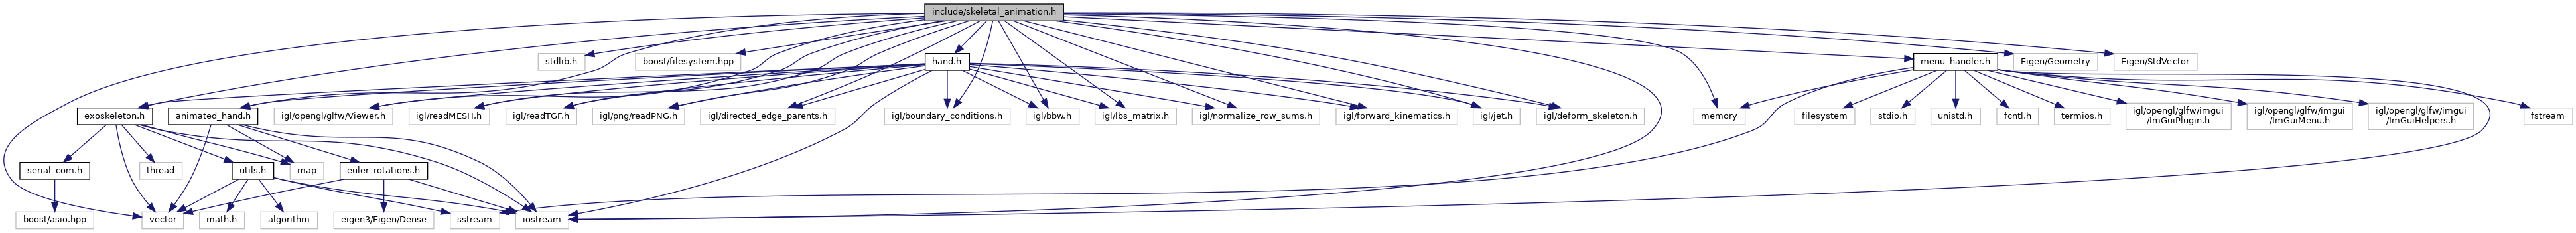 include/skeletal_animation.h
stdlib.h
boost/filesystem.hpp
hand.h
menu_handler.h
Eigen/Geometry
Eigen/StdVector
exoskeleton.h
animated_hand.h
igl/opengl/glfw/Viewer.h
igl/readMESH.h
igl/readTGF.h
igl/png/readPNG.h
igl/directed_edge_parents.h
igl/boundary_conditions.h
igl/bbw.h
igl/lbs_matrix.h
igl/normalize_row_sums.h
igl/forward_kinematics.h
igl/jet.h
igl/deform_skeleton.h
memory
filesystem
stdio.h
unistd.h
fcntl.h
termios.h
igl/opengl/glfw/imgui
/ImGuiPlugin.h
igl/opengl/glfw/imgui
/ImGuiMenu.h
igl/opengl/glfw/imgui
/ImGuiHelpers.h
fstream
serial_com.h
thread
utils.h
map
euler_rotations.h
boost/asio.hpp
vector
math.h
algorithm
eigen3/Eigen/Dense
sstream
iostream